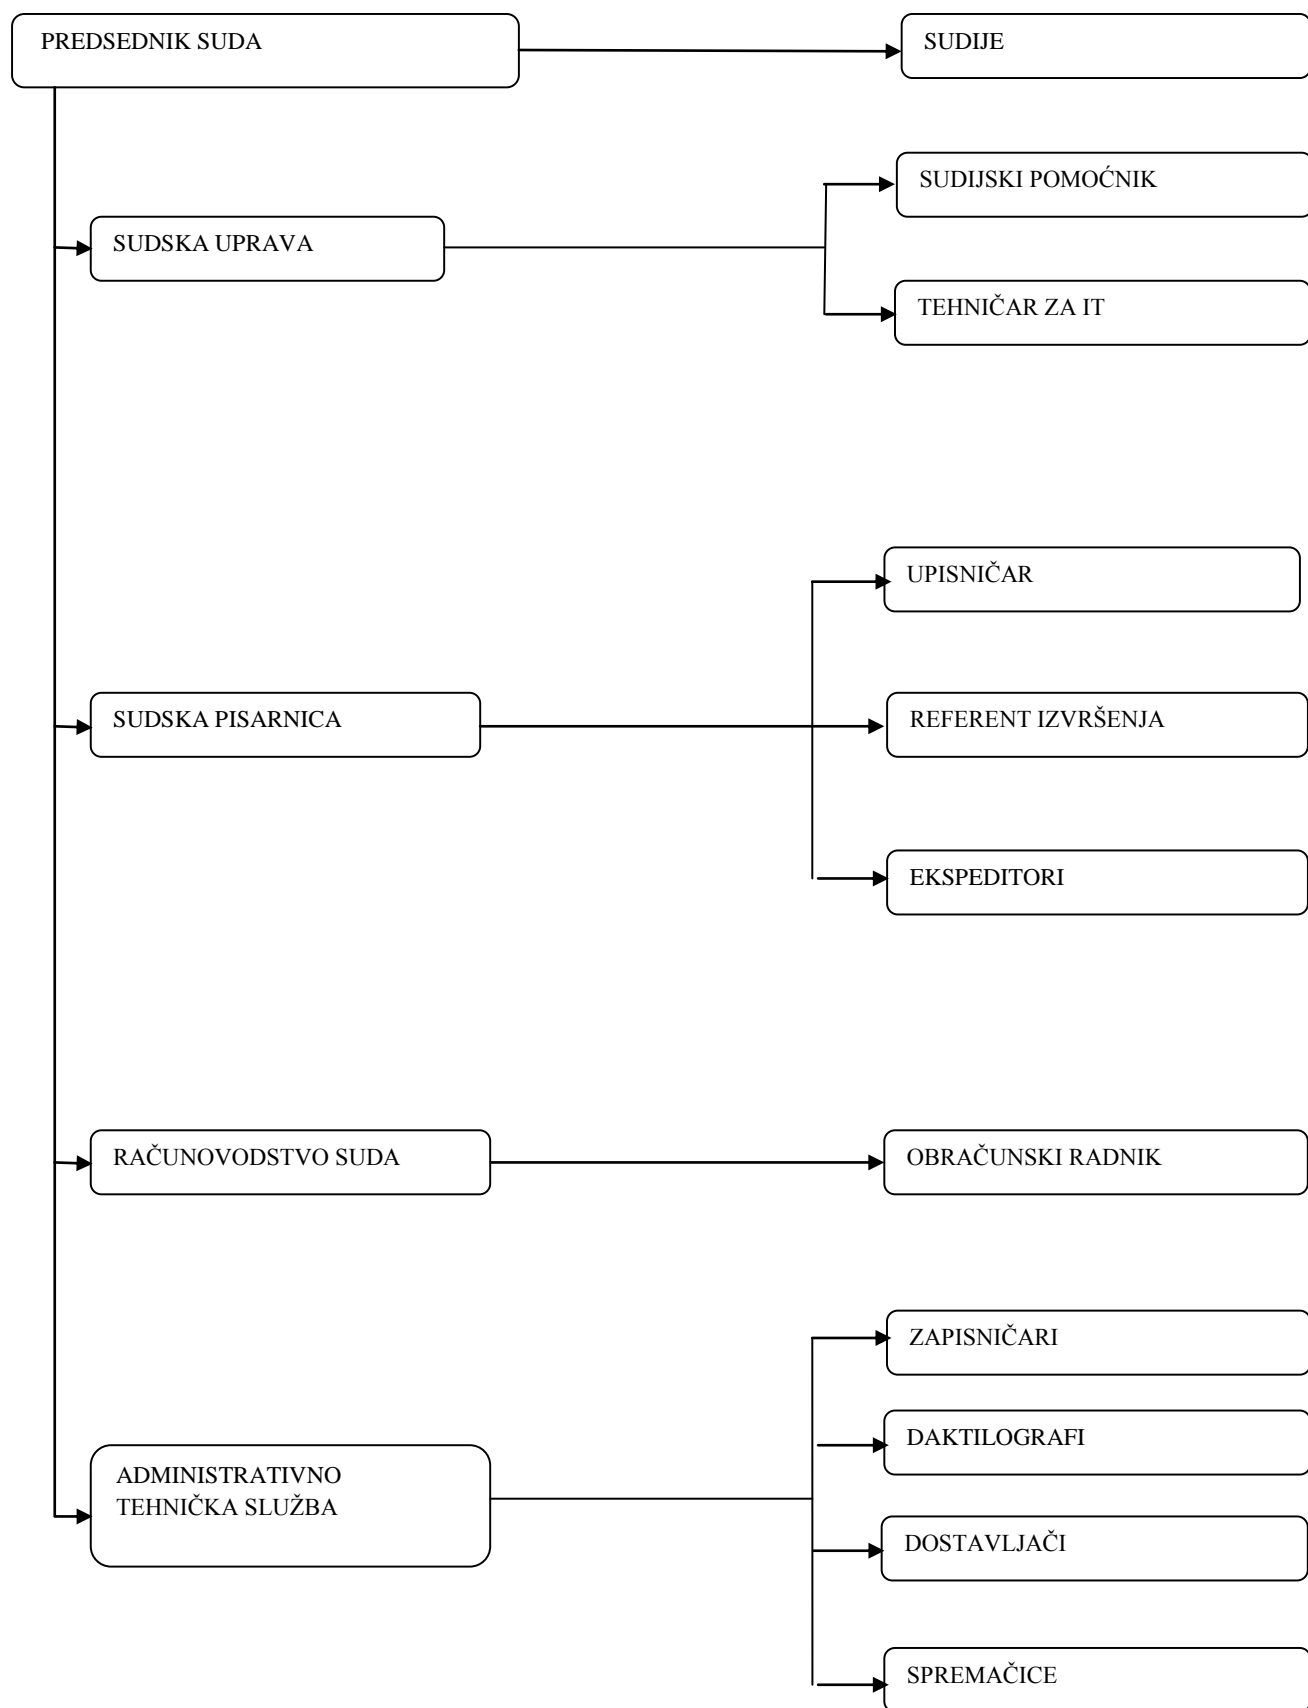 PREDSEDNIK SUDA
SUDIJE
SUDIJSKI POMOĆNIK
SUDSKA UPRAVA
TEHNIČAR ZA IT
UPISNIČAR
SUDSKA PISARNICA
REFERENT IZVRŠENJA
EKSPEDITORI
RAČUNOVODSTVO SUDA
OBRAČUNSKI RADNIK
ZAPISNIČARI
DAKTILOGRAFI
ADMINISTRATIVNO
TEHNIČKA SLUŽBA
DOSTAVLJAČI
SPREMAČICE